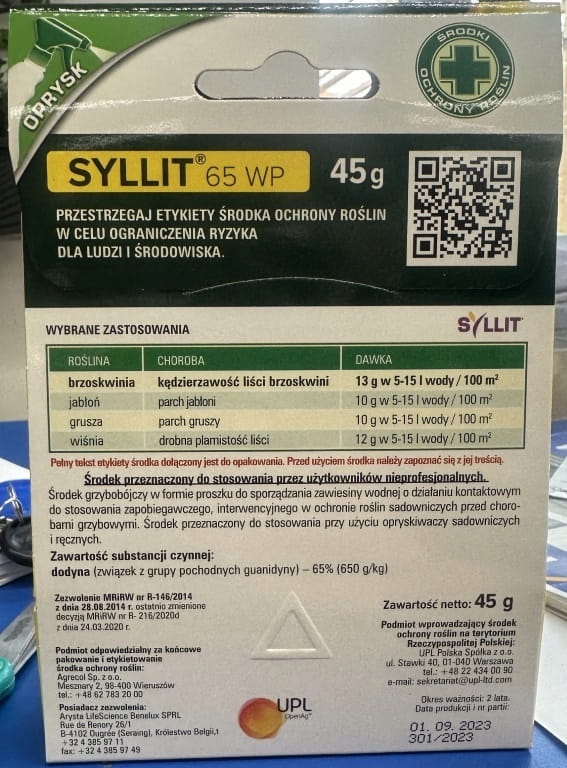 OPRYSK
ŚRODKI
OCHRONY ROŚLIN
SYLLIT® 65 WP 45 g
PRZESTRZEGAJ ETYKIETY ŚRODKA OCHRONY ROŚLIN
W CELU OGRANICZENIA RYZYKA
DLA LUDZI I ŚRODOWISKA.
WYBRANE ZASTOSOWANIA
SYLLIT
ROŚLINA CHOROBA DAWKA
brzoskwinia kędzierzawość liści brzoskwini 13 g w 5-15 l wody / 100 m²
jabłoń parch jabłoni 10 g w 5-15 l wody / 100 m²
grusza parch gruszy 10 g w 5-15 l wody / 100 m²
wiśnia drobna plamistość liści 12 g w 5-15 l wody / 100 m²
Pełny tekst etykiety środka dołączony jest do opakowania. Przed użyciem środka należy zapoznać się z jej treścią.
Środek przeznaczony do stosowania przez użytkowników nieprofesjonalnych.
Środek grzybobójczy w formie proszku do sporządzania zawiesiny wodnej o działaniu kontaktowym
do stosowania zapobiegawczego, interwencyjnego w ochronie roślin sadowniczych przed choro-
bami grzybowymi. Środek przeznaczony do stosowania przy użyciu opryskiwaczy sadowniczych
i ręcznych.
Zawartość substancji czynnej:
dodyna (związek z grupy pochodnych guanidyny) – 65% (650 g/kg)
Zezwolenie MRiRW nr R-146/2014
z dnia 28.08.2014 r. ostatnio zmienione
decyzją MRiRW nr R- 216/2020d
z dnia 24.03.2020 r.
Podmiot odpowiedzialny za końcowe
pakowanie i etykietowanie
środka ochrony roślin:
Agrecol Sp. z o.o.
Mesznary 2, 98-400 Wieruszów
tel.: +48 62 783 20 00
Posiadacz zezwolenia:
Arysta LifeScience Benelux SPRL
Rue de Renory 26/1
B-4102 Ougrée (Seraing), Królestwo Belgii,t
+32 4 385 97 11
fax: +32 4 385 97 49
UPL
OpenAg™
Zawartość netto: 45 g
Podmiot wprowadzający środek
ochrony roślin na terytorium
Rzeczypospolitej Polskiej:
UPL Polska Spółka z o.o.
ul. Stawki 40, 01-040 Warszawa
tel.: +48 22 434 00 90
e-mail: sekretariat@upl-ltd.com
Okres ważności: 2 lata.
Data produkcji i nr partii:
01. 09. 2023
301/2023